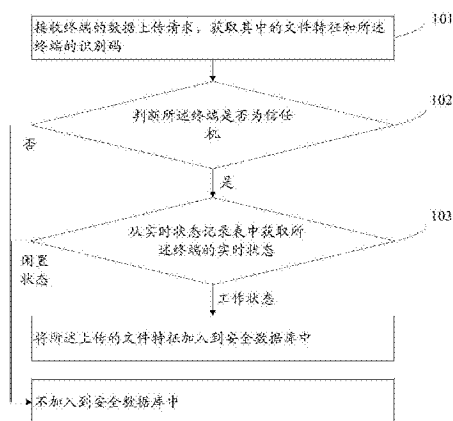 接收终端的数据上传请求，获取其中的文件特征和所述
终端的识别码
101
判断所述终端是否为信任
机
102
否
是
从实时状态记录表中获取所
述终端的实时状态
103
闲置
状态
工作状态
将所述上传的文件特征加入到安全数据库中
不加入到安全数据库中